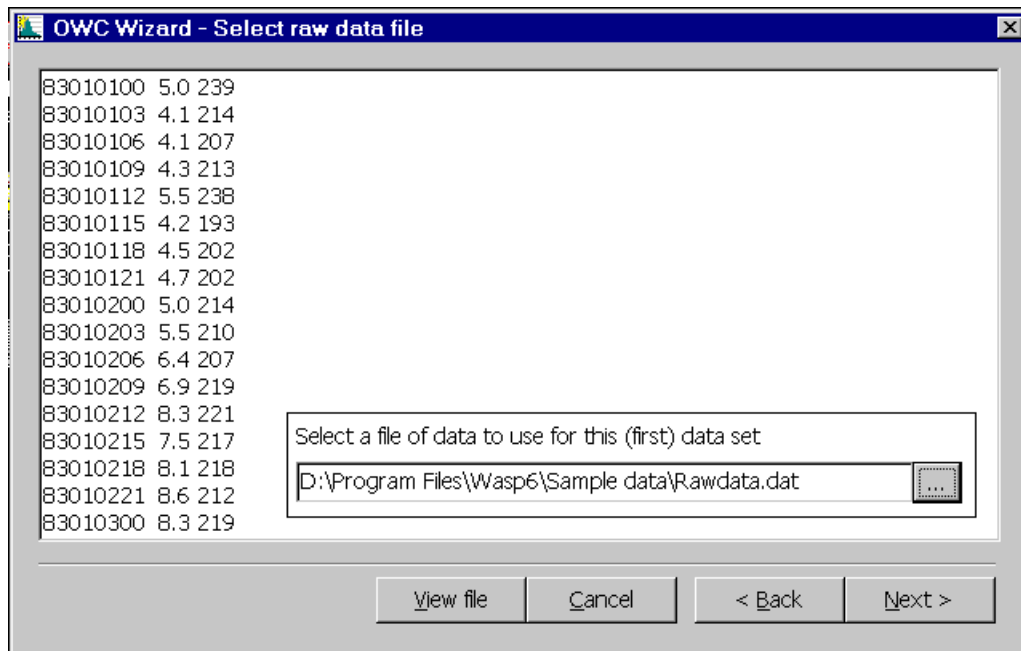 OWC Wizard - Select raw data file
83010100 5.0 239
83010103 4.1 214
83010106 4.1 207
83010109 4.3 213
83010112 5.5 238
83010115 4.2 193
83010118 4.5 202
83010121 4.7 202
83010200 5.0 214
83010203 5.5 210
83010206 6.4 207
83010209 6.9 219
83010212 8.3 221
83010215 7.5 217
83010218 8.1 218
83010221 8.6 212
83010300 8.3 219
Select a file of data to use for this (first) data set
D:\Program Files\Wasp6\Sample data\Rawdata.dat ...
View file Cancel < Back Next >